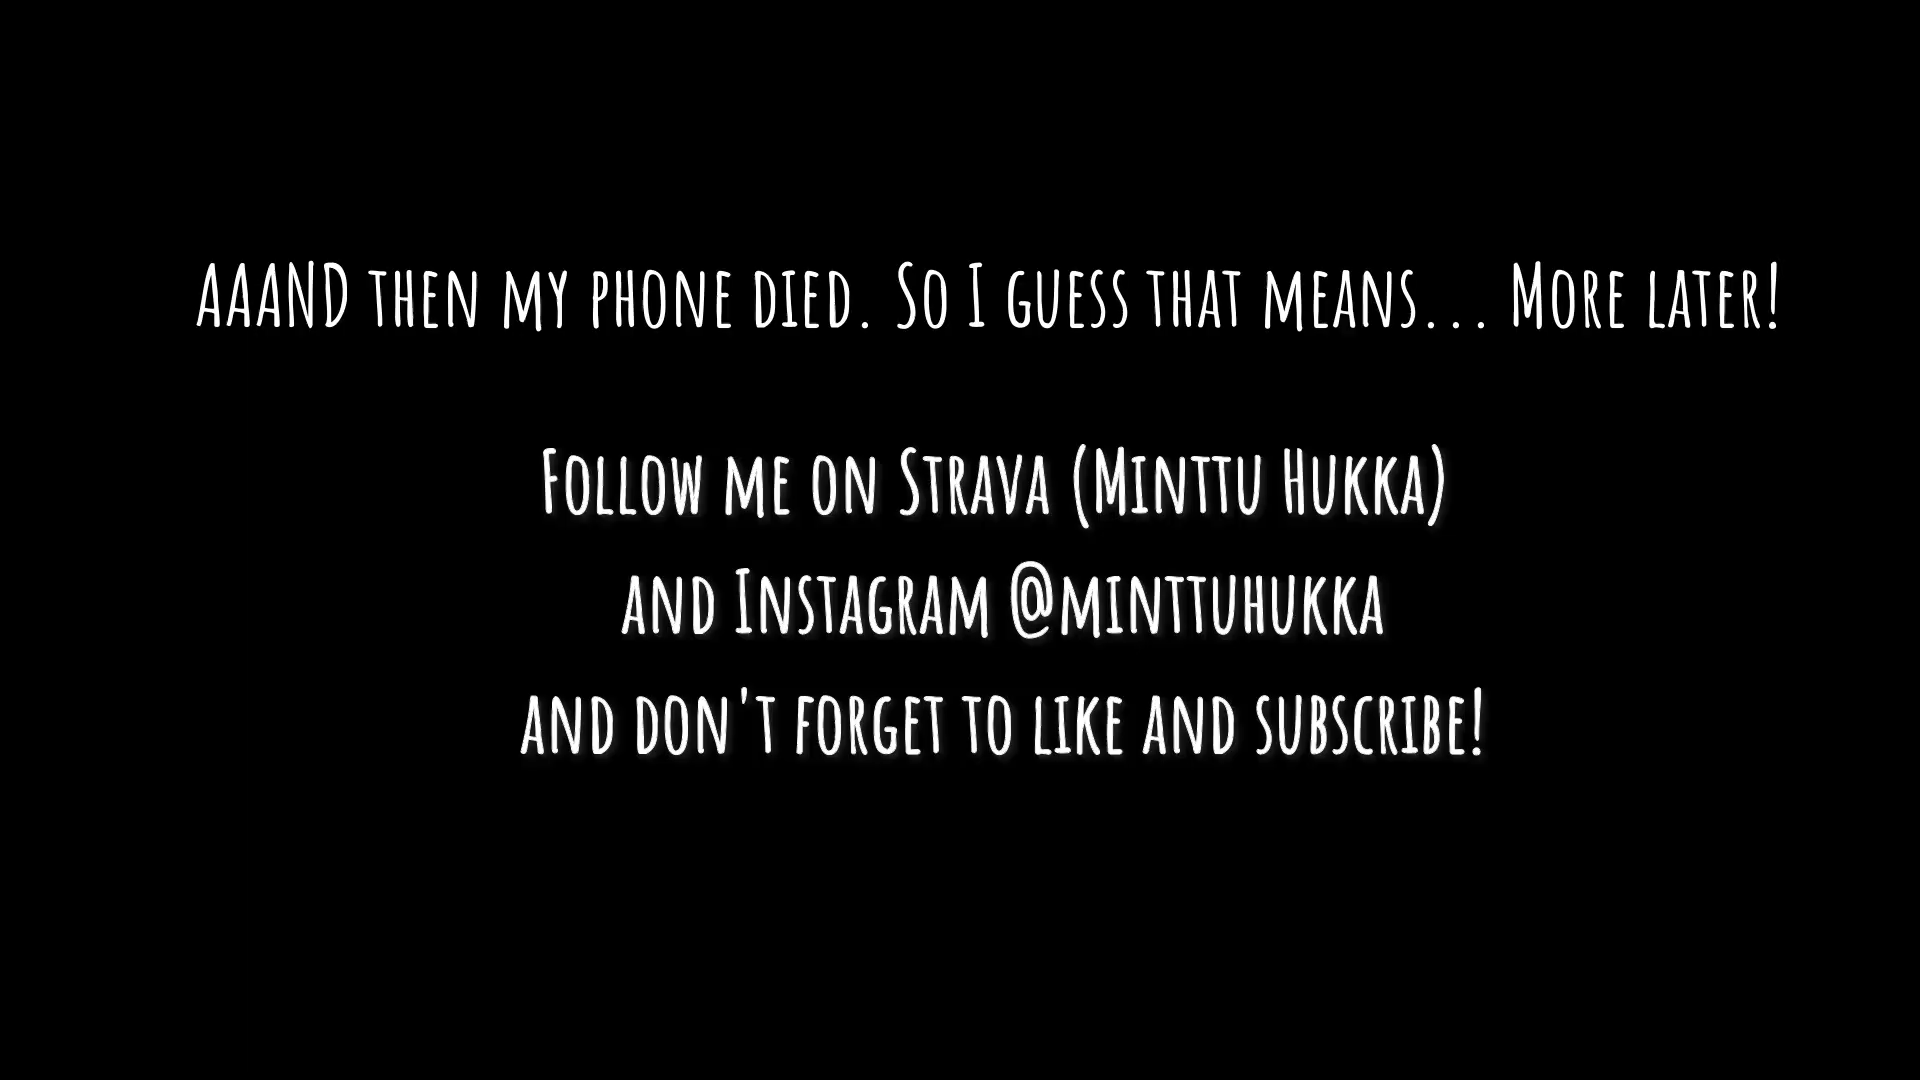 AAAND then my phone died. So I guess that means... More later!
Follow me on Strava (Minttu Hukka)
and Instagram @minttuhukka
and don't forget to like and subscribe!